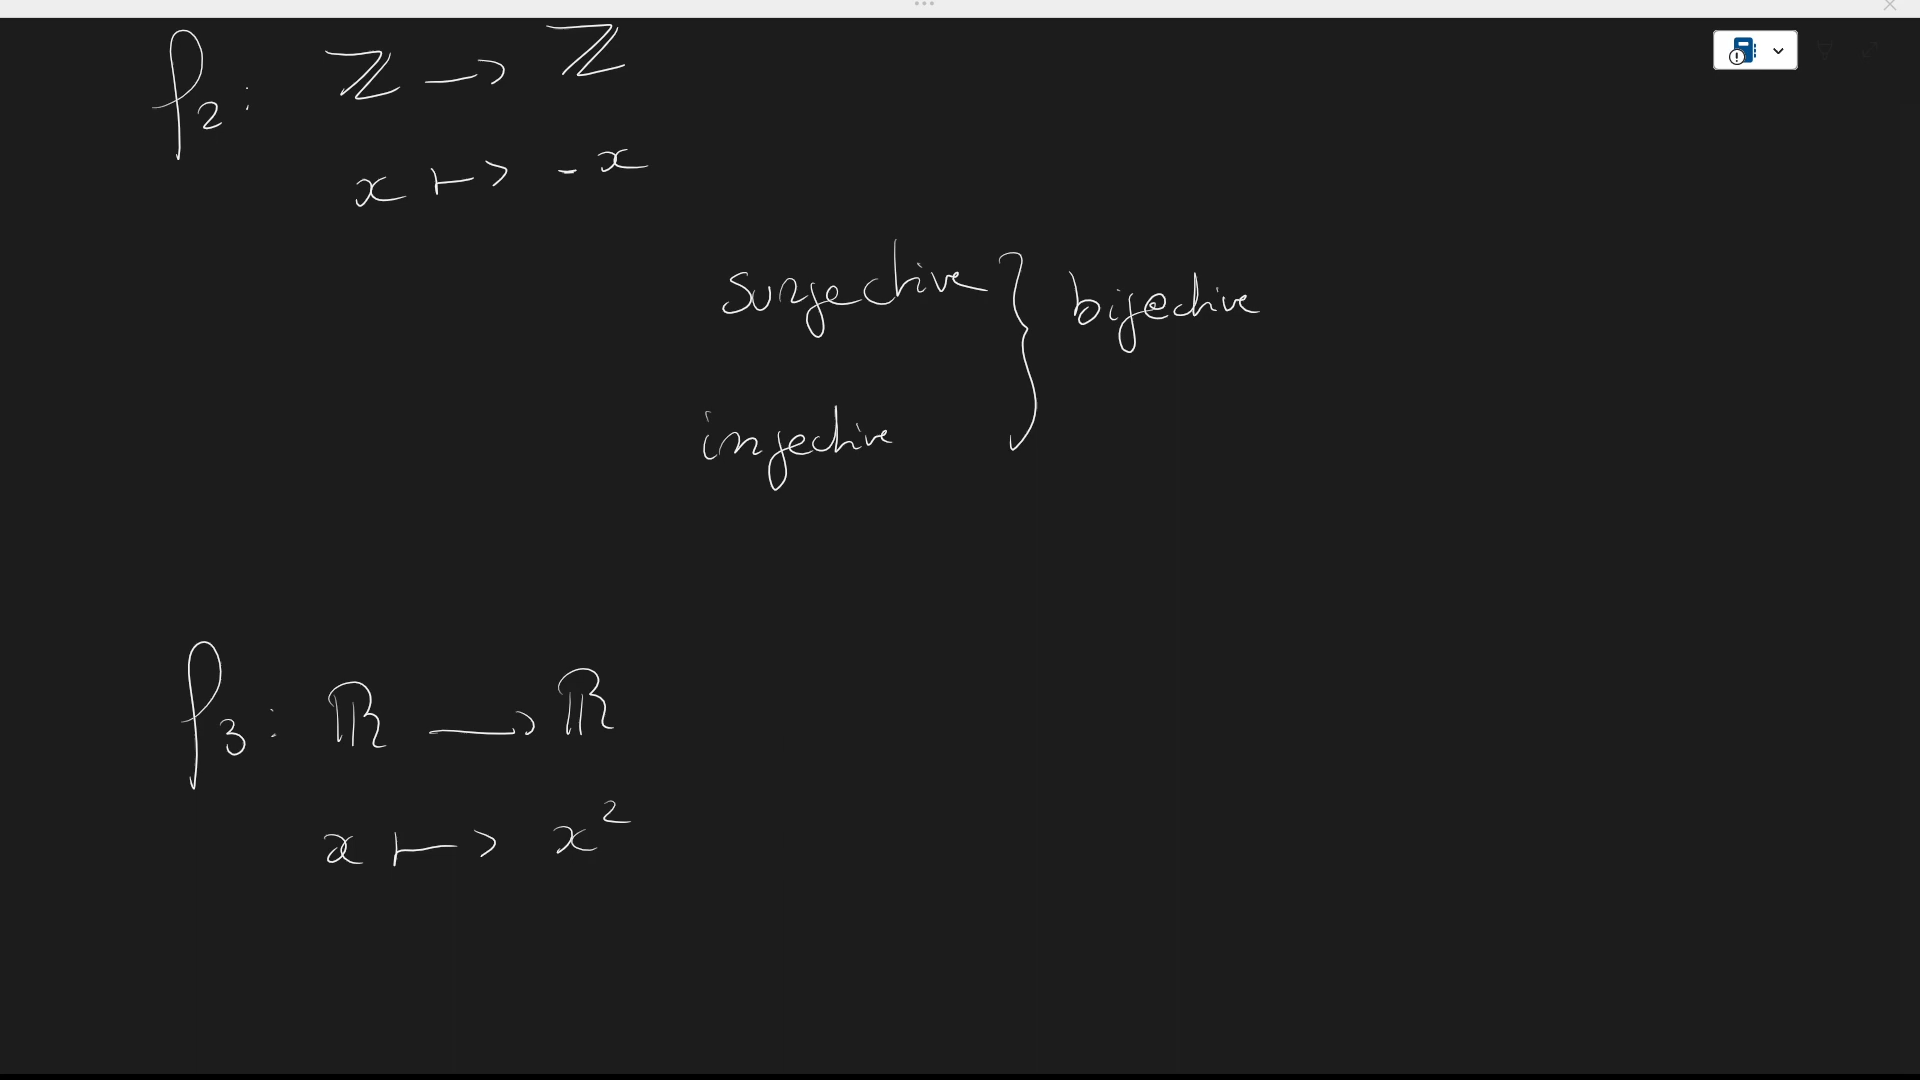 f₂: ℤ → ℤ
x ↦ -x
surjective } bijective
injective
f₃: ℝ → ℝ
x ↦ x²